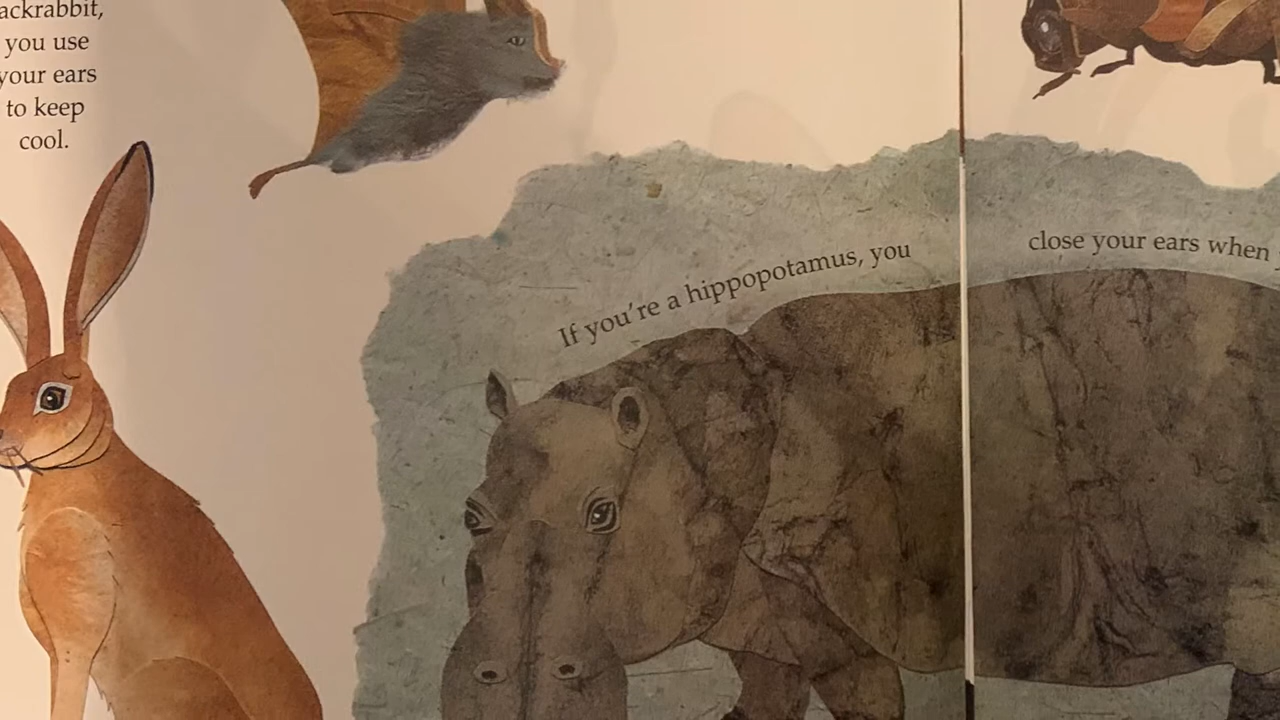 ackrabbit,
you use
your ears
to keep
cool.
If you're a hippopotamus, you
close your ears when